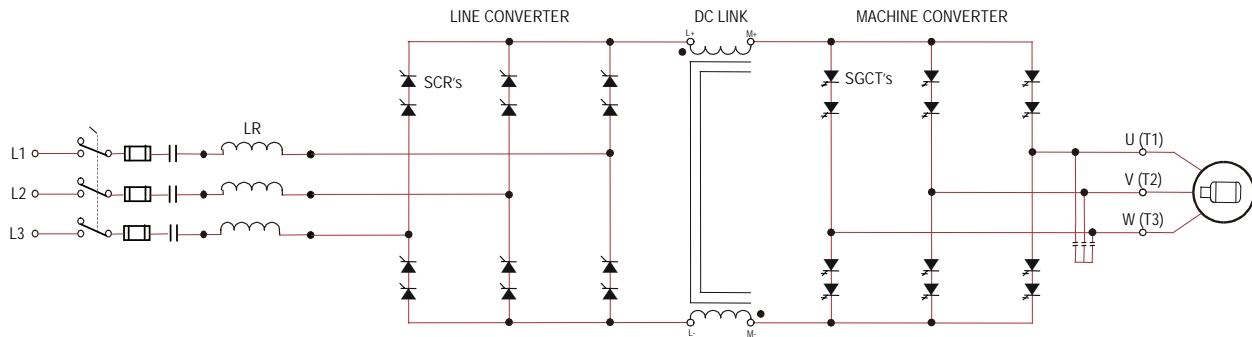 LINE CONVERTER
DC LINK
MACHINE CONVERTER
L+
M+
SCR's
SGCT's
LR
L1
U (T1)
L2
V (T2)
L3
W (T3)
L-
M-